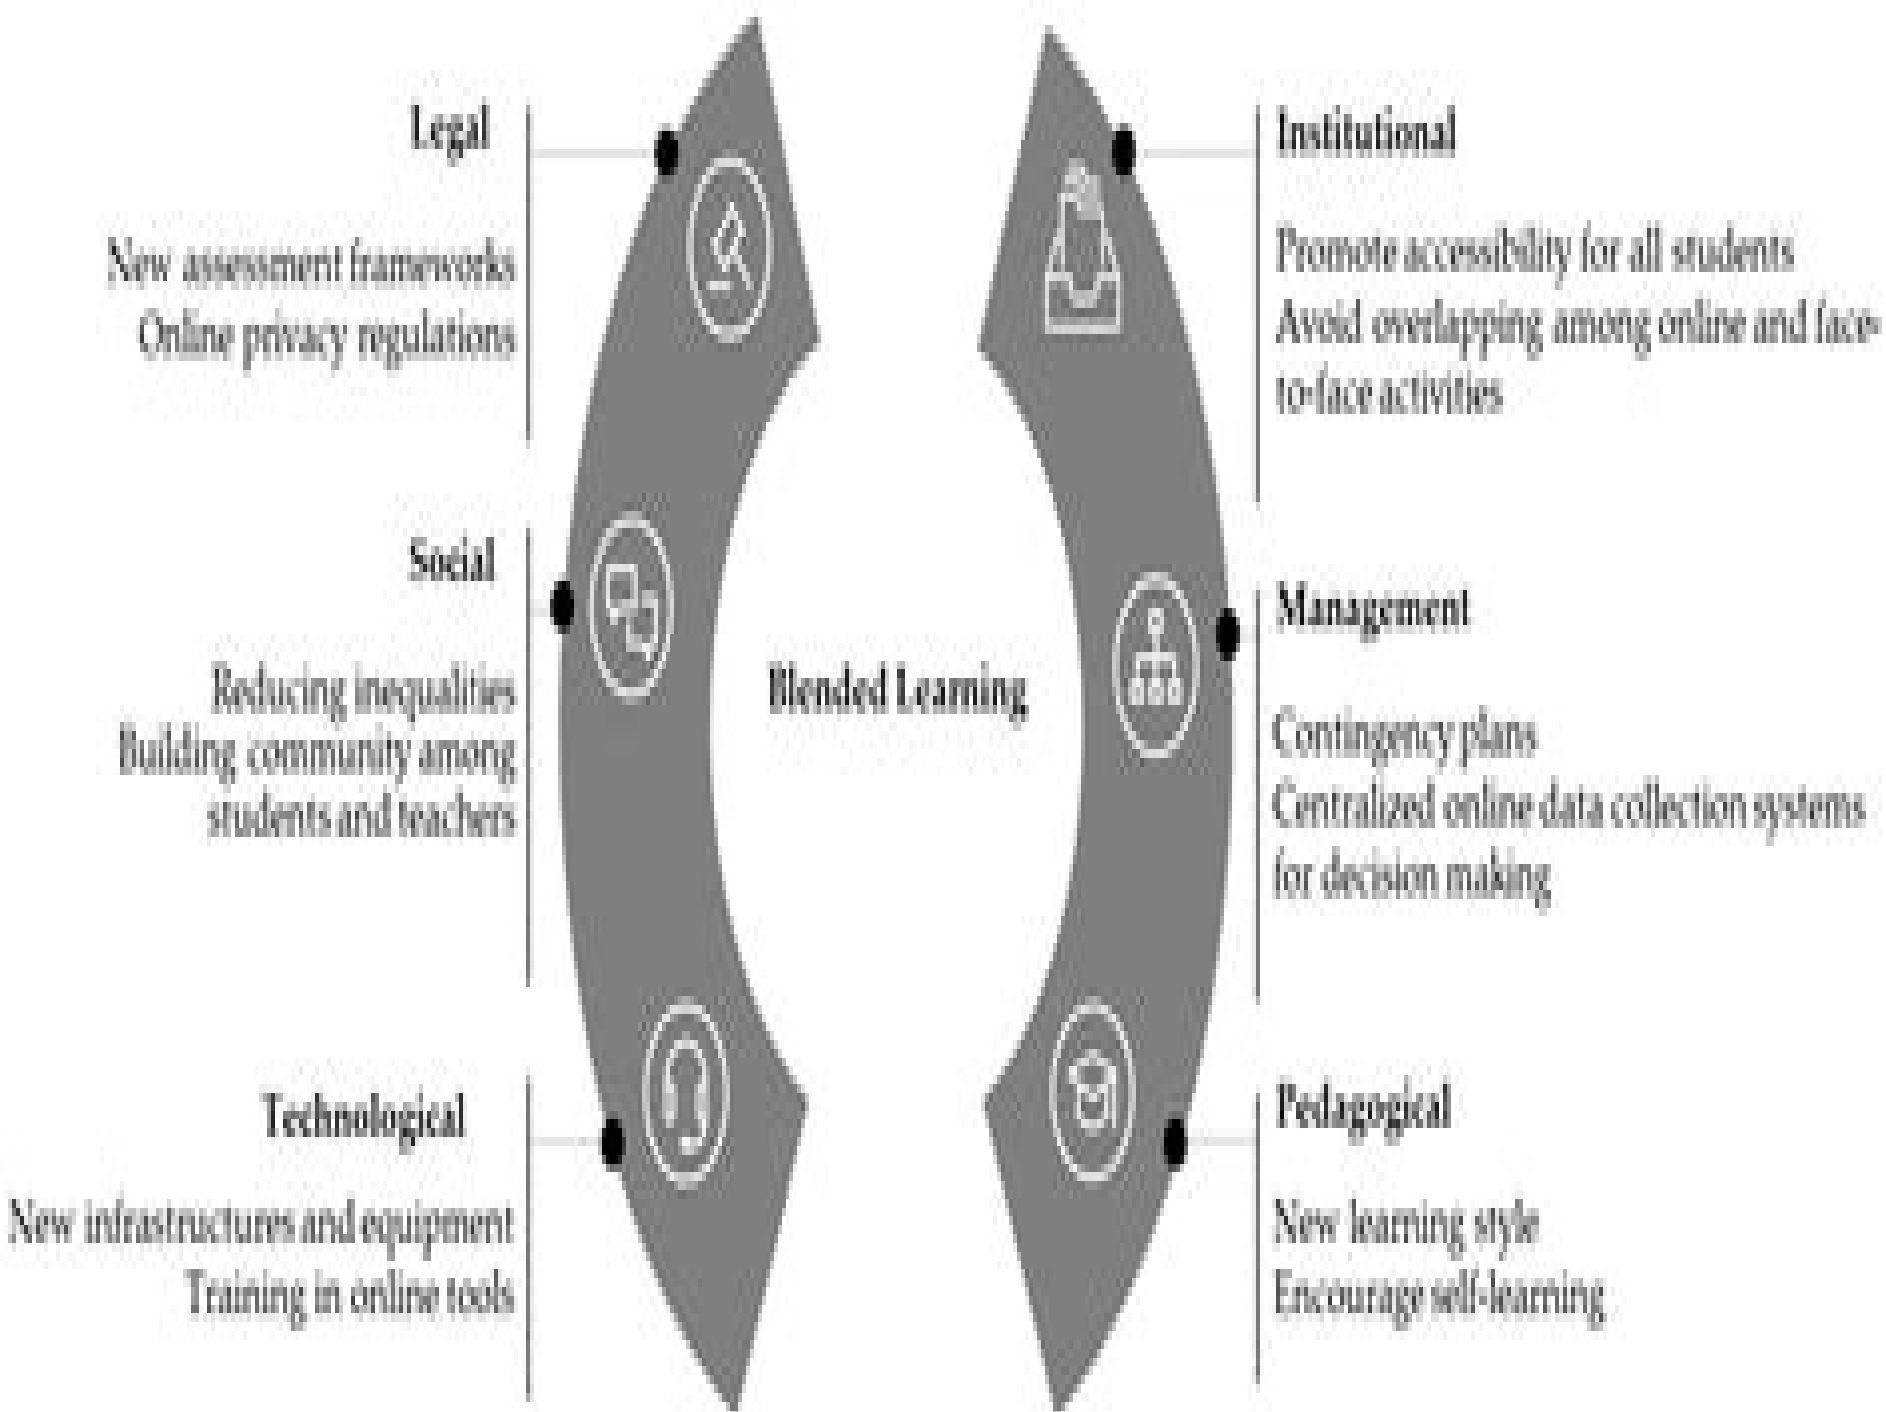 Legal
New assessment frameworks
Online privacy regulations
Social
Reducing inequalities
Building community among
students and teachers
Technological
New infrastructures and equipment
Training in online tools
Blended Learning
Institutional
Promote accessibility for all students
Avoid overlapping among online and face-
to-face activities
Management
Contingency plans
Centralized online data collection systems
for decision making
Pedagogical
New learning style
Encourage self-learning